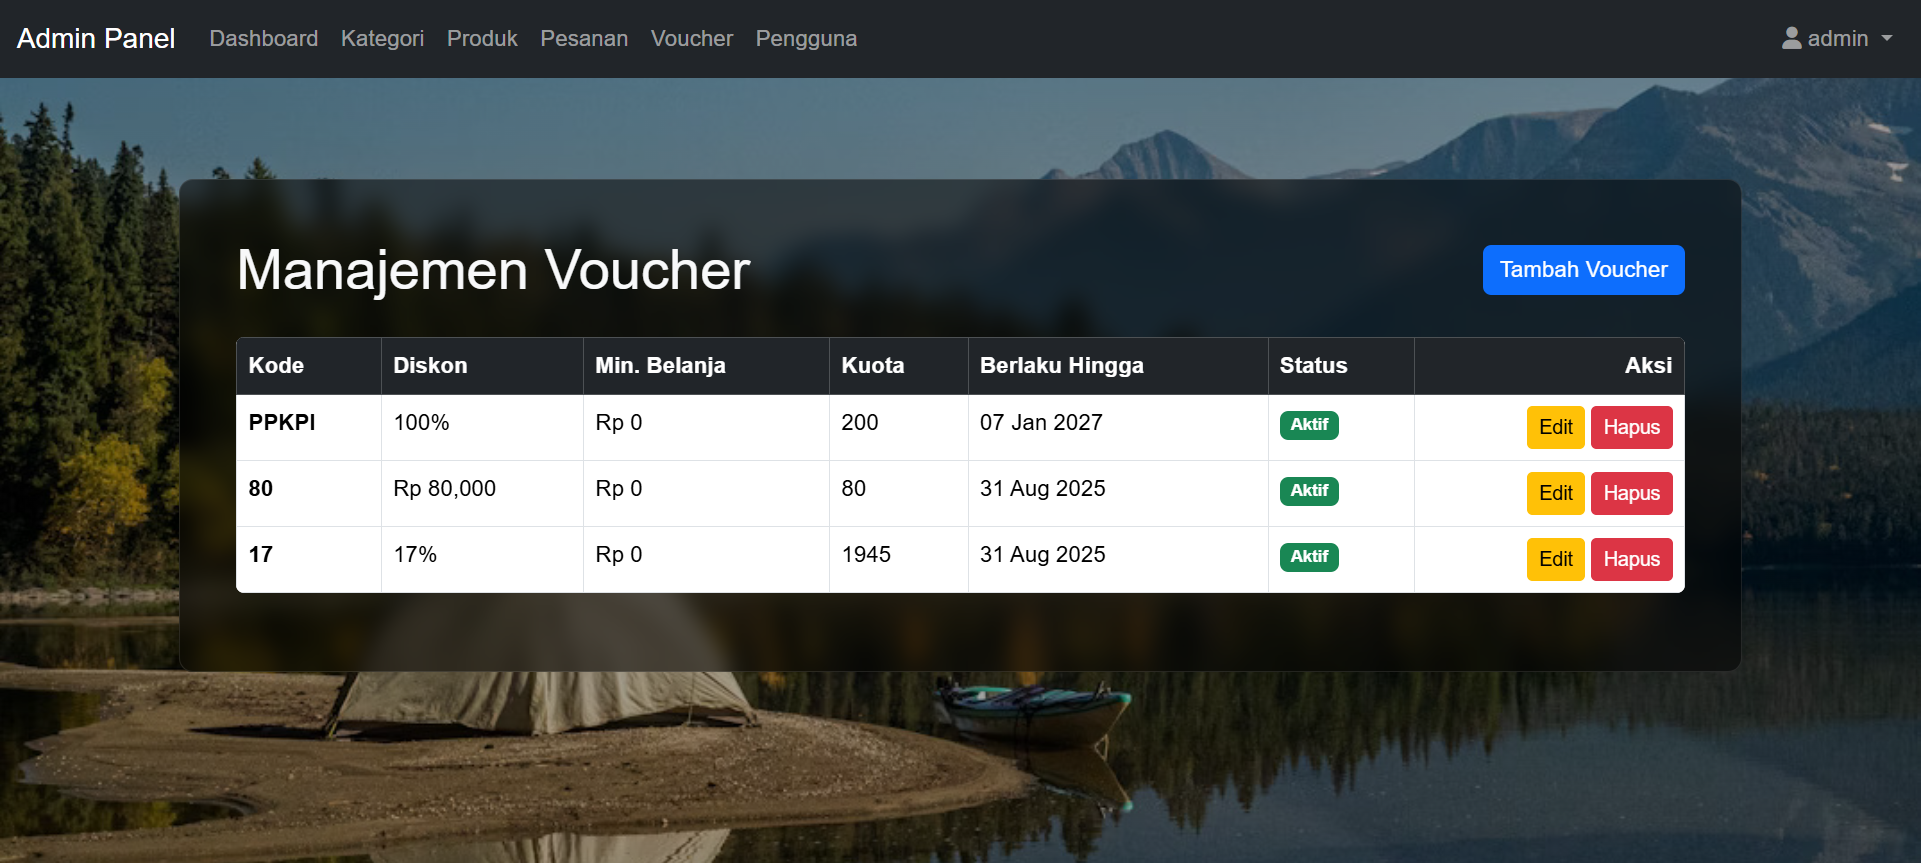 Admin Panel Dashboard Kategori Produk Pesanan Voucher Pengguna admin
Manajemen Voucher Tambah Voucher
Kode Diskon Min. Belanja Kuota Berlaku Hingga Status Aksi
PPKPI 100% Rp 0 200 07 Jan 2027 Aktif Edit Hapus
80 Rp 80,000 Rp 0 80 31 Aug 2025 Aktif Edit Hapus
17 17% Rp 0 1945 31 Aug 2025 Aktif Edit Hapus